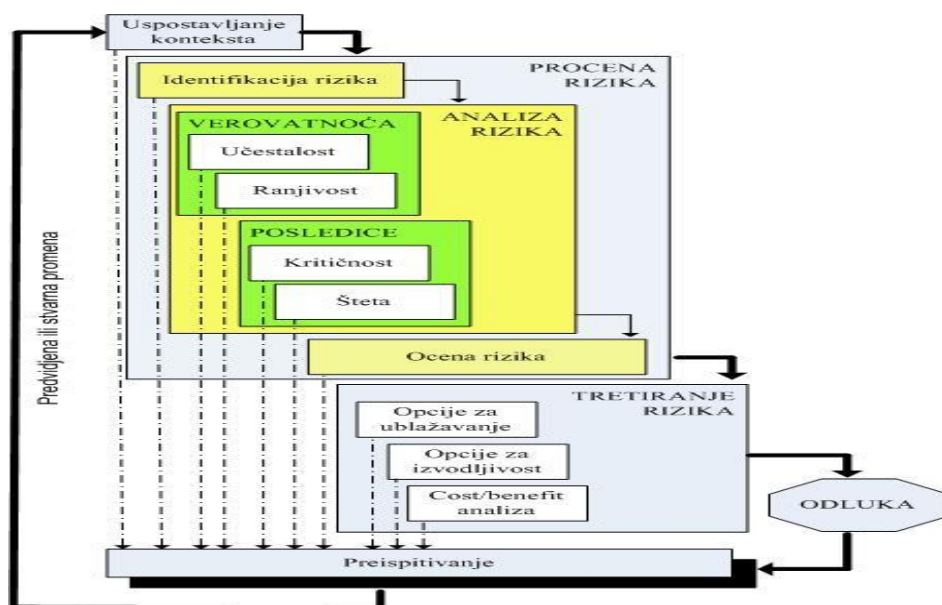 Uspostavljanje
konteksta
PROCENA
RIZIKA
Identifikacija rizika
ANALIZA
RIZIKA
VEROVATNOĆA
Učestalost
Ranjivost
POSLEDICE
Kritičnost
Šteta
Ocena rizika
TRETIRANJE
RIZIKA
Opcije za
ublažavanje
Opcije za
izvodljivost
Cost/benefit
analiza
ODLUKA
Preispitivanje
Predvidjena ili stvarna promena